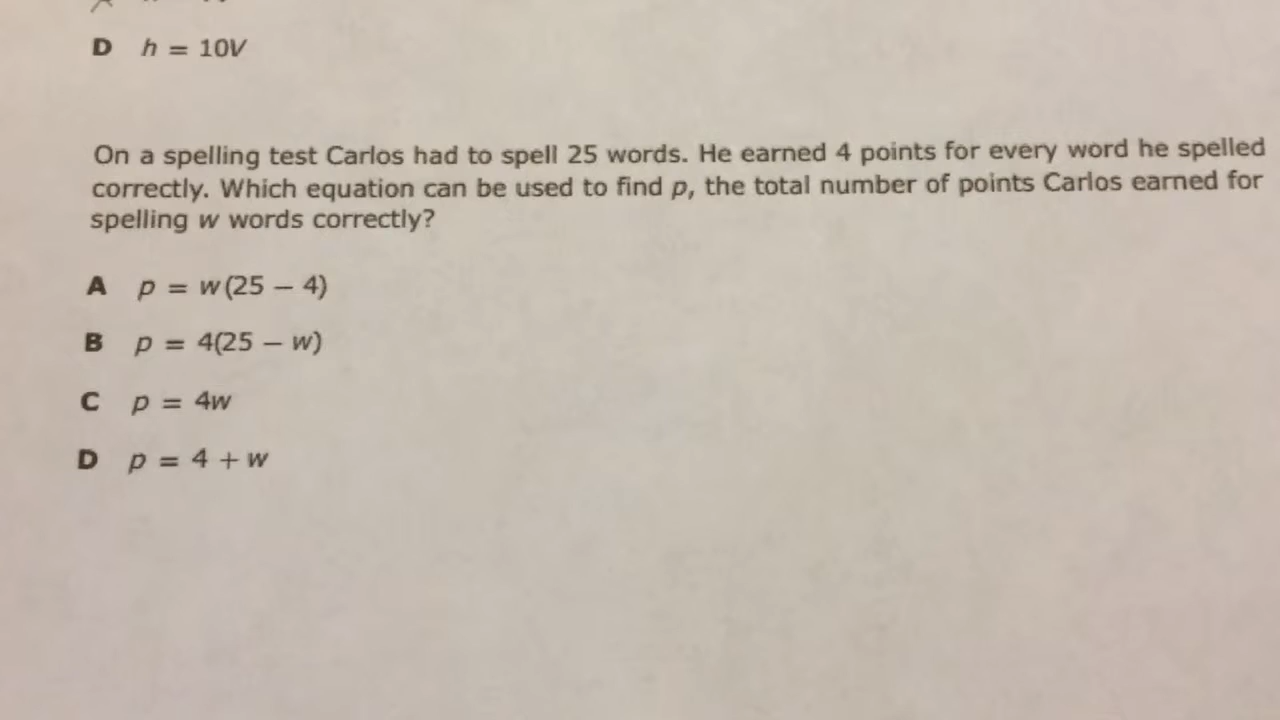 D h = 10V
On a spelling test Carlos had to spell 25 words. He earned 4 points for every word he spelled
correctly. Which equation can be used to find p, the total number of points Carlos earned for
spelling w words correctly?
A p = w(25 – 4)
B p = 4(25 – w)
C p = 4w
D p = 4 + w